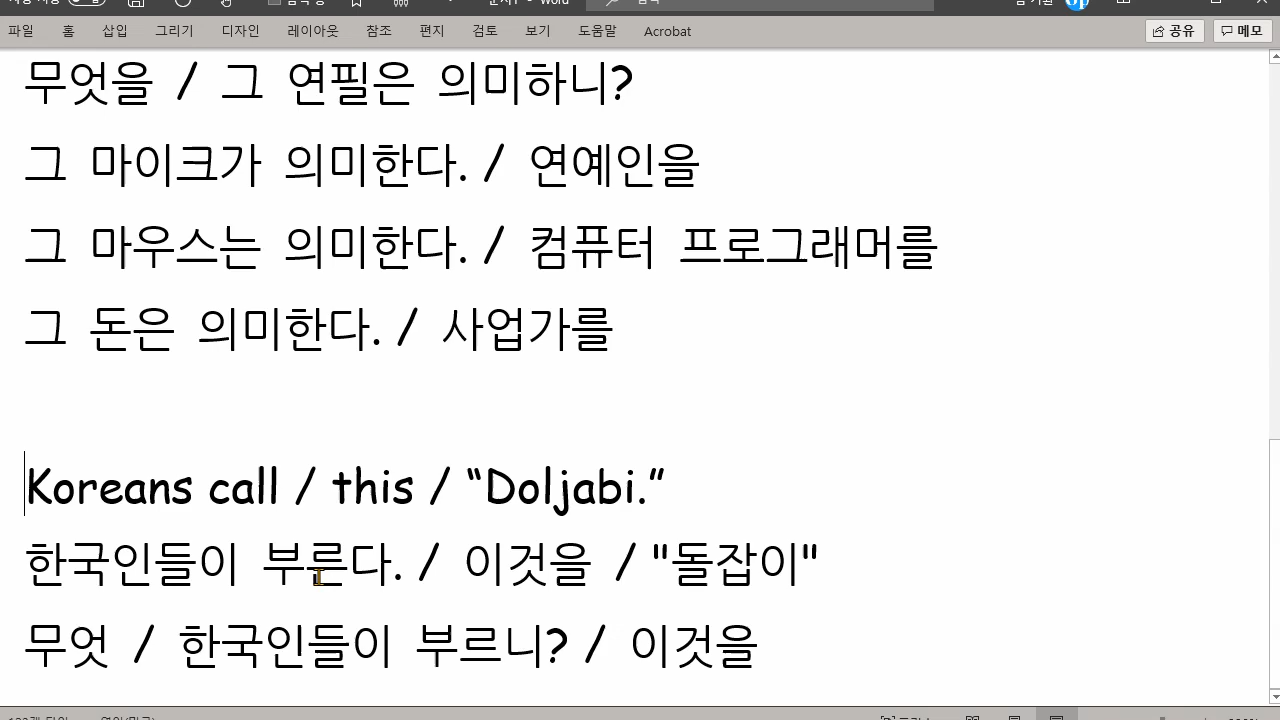 파일 홈 삽입 그리기 디자인 레이아웃 참조 편지 검토 보기 도움말 Acrobat 공유 메모
무엇을 / 그 연필은 의미하니?
그 마이크가 의미한다. / 연예인을
그 마우스는 의미한다. / 컴퓨터 프로그래머를
그 돈은 의미한다. / 사업가를
Koreans call / this / “Doljabi.”
한국인들이 부른다. / 이것을 / "돌잡이"
무엇 / 한국인들이 부르니? / 이것을